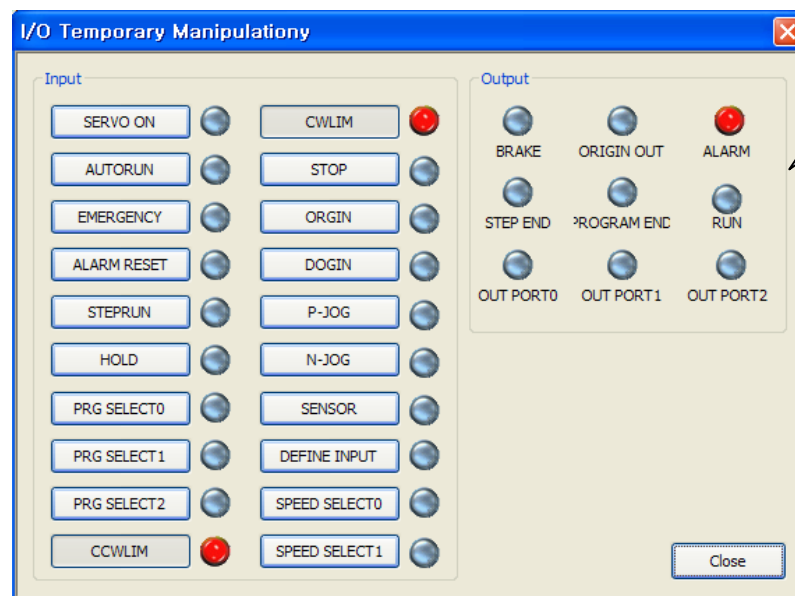 I/O Temporary Manipulationy
Input
SERVO ON
CWLIM
AUTORUN
STOP
EMERGENCY
ORGIN
ALARM RESET
DOGIN
STEPRUN
P-JOG
HOLD
N-JOG
PRG SELECT0
SENSOR
PRG SELECT1
DEFINE INPUT
PRG SELECT2
SPEED SELECT0
CCWLIM
SPEED SELECT1
Output
BRAKE ORIGIN OUT ALARM
STEP END PROGRAM END RUN
OUT PORT0 OUT PORT1 OUT PORT2
Close